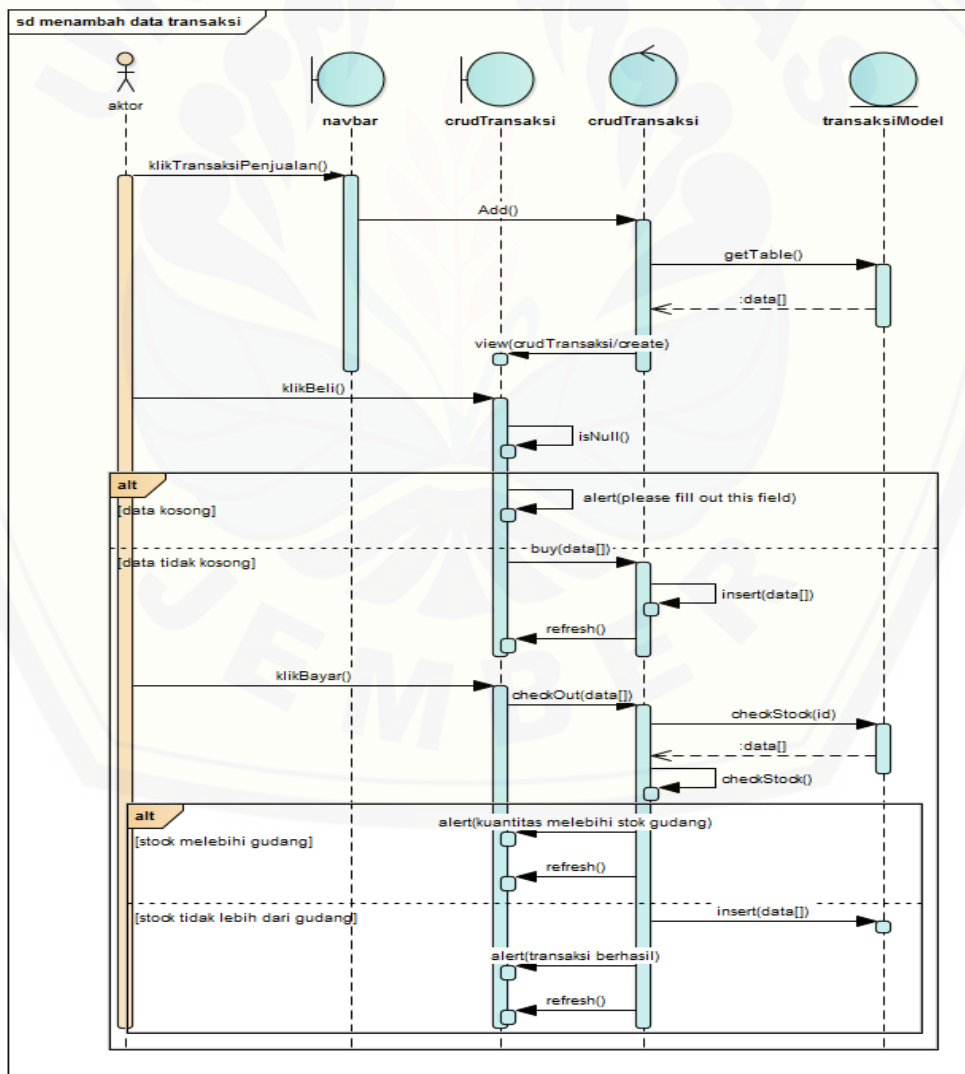 sd menambah data transaksi
aktor
navbar
crudTransaksi
crudTransaksi
transaksiModel
klikTransaksiPenjualan()
Add()
getTable()
:data[]
view(crudTransaksi/create)
klikBeli()
isNull()
alt
alert(please fill out this field)
[data kosong]
buy(data[])
[data tidak kosong]
insert(data[])
refresh()
klikBayar()
checkOut(data[])
checkStock(id)
:data[]
checkStock()
alt
alert(kuantitas melebihi stok gudang)
[stock melebihi gudang]
refresh()
[stock tidak lebih dari gudang]
insert(data[])
alert(transaksi berhasil)
refresh()
JEMBER